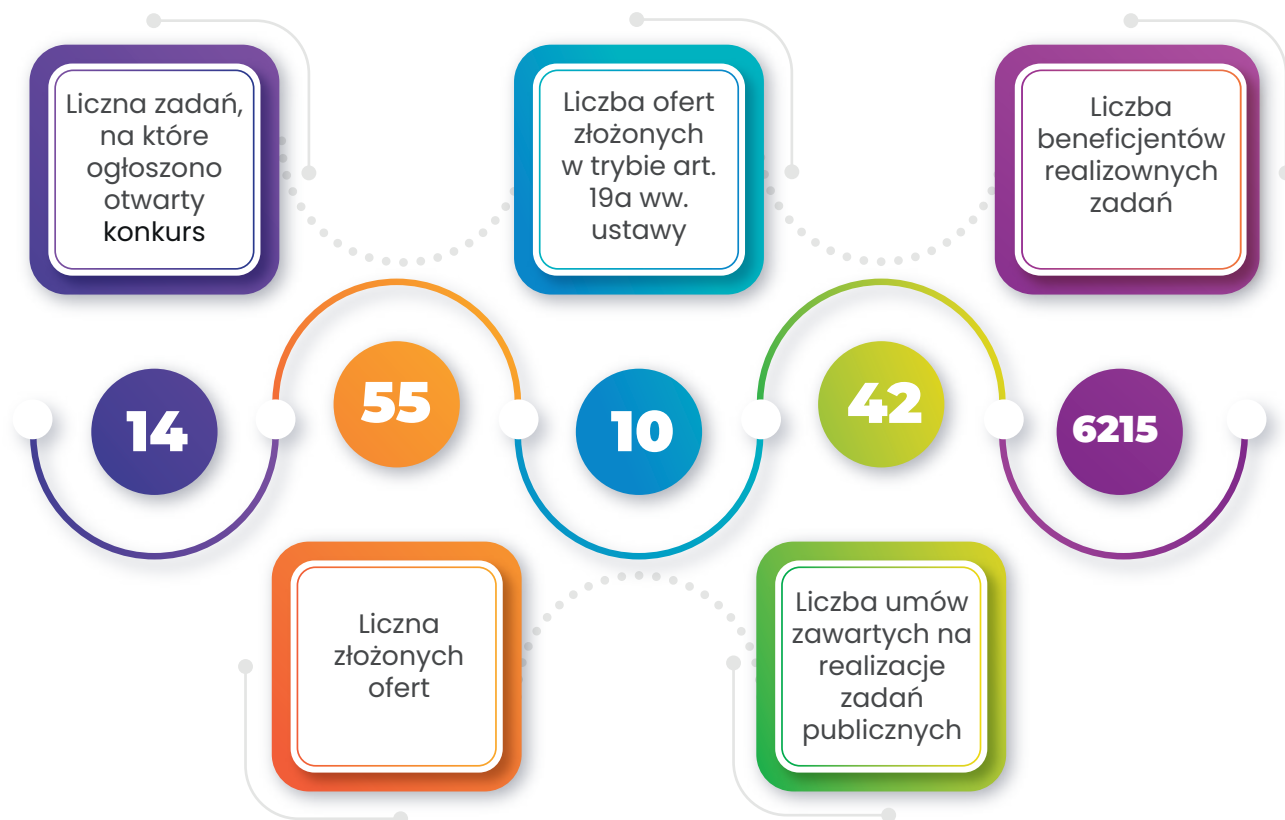 Liczna zadań,
na które
ogłoszono
otwarty
konkurs
Liczba ofert
złożonych
w trybie art.
19a ww.
ustawy
Liczba
beneficjentów
realizownych
zadań
14
55
10
42
6215
Liczna
złożonych
ofert
Liczba umów
zawartych na
realizacje
zadań
publicznych